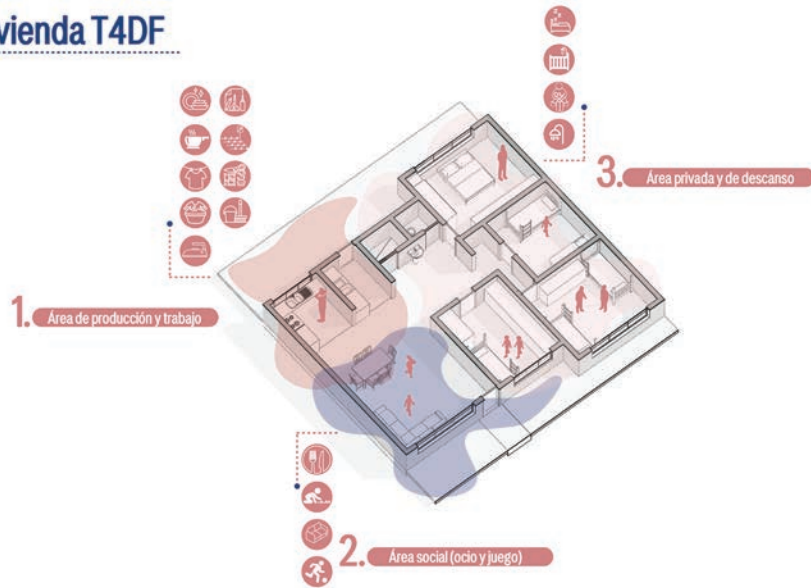 vienda T4DF
3. Área privada y de descanso
1. Área de producción y trabajo
2. Área social (ocio y juego)